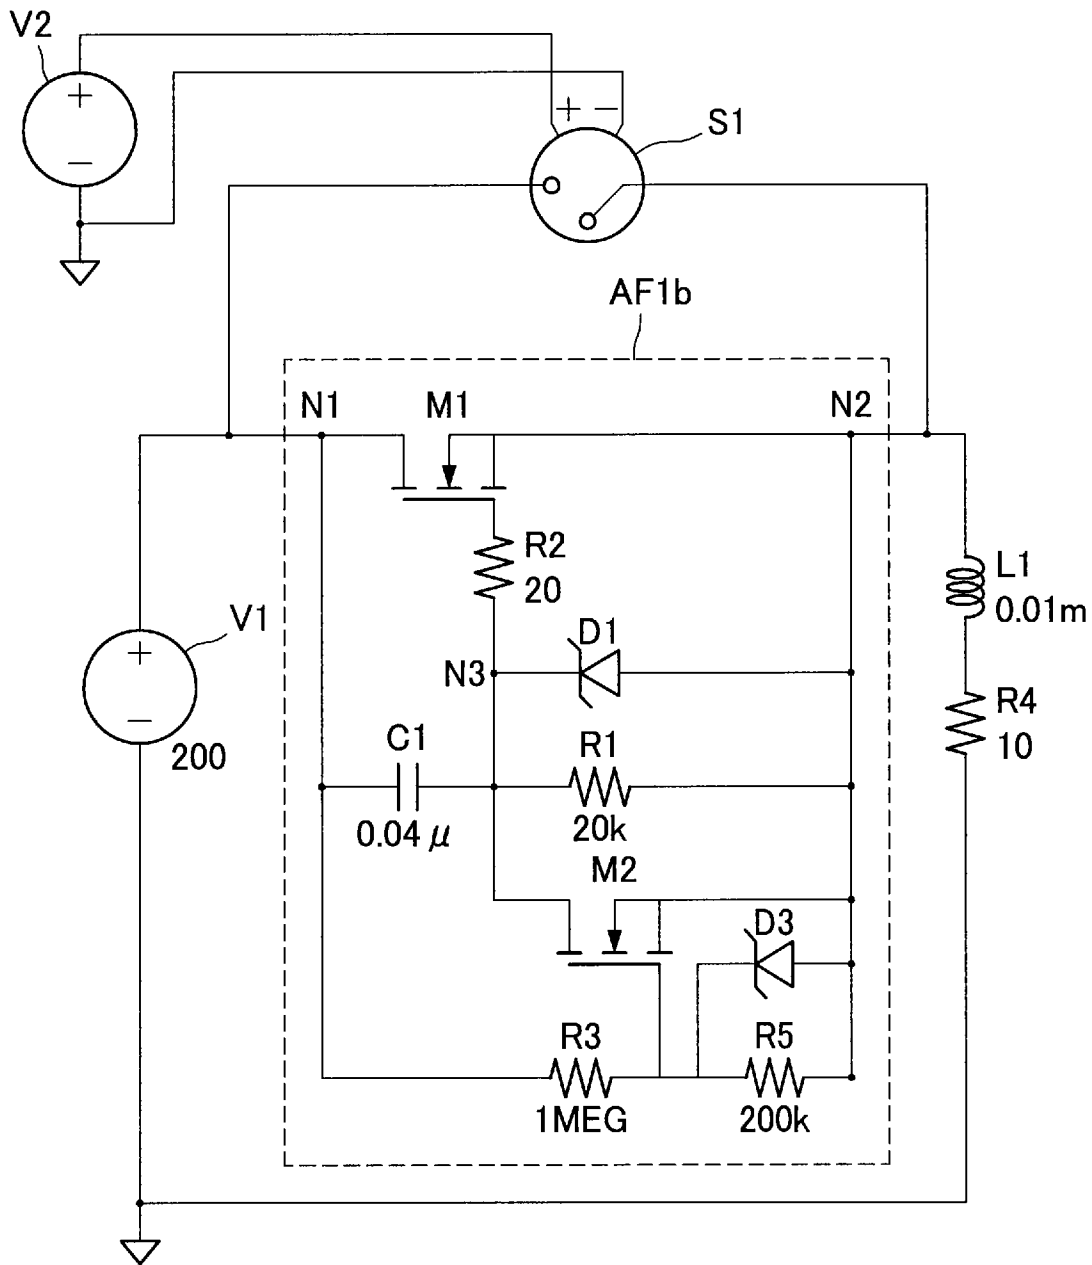 V2
+
−
+ −
S1
AF1b
N1
M1
N2
R2
20
L1
0.01m
V1
+
−
200
D1
N3
R4
10
C1
0.04 μ
R1
20k
M2
D3
R3
1MEG
R5
200k